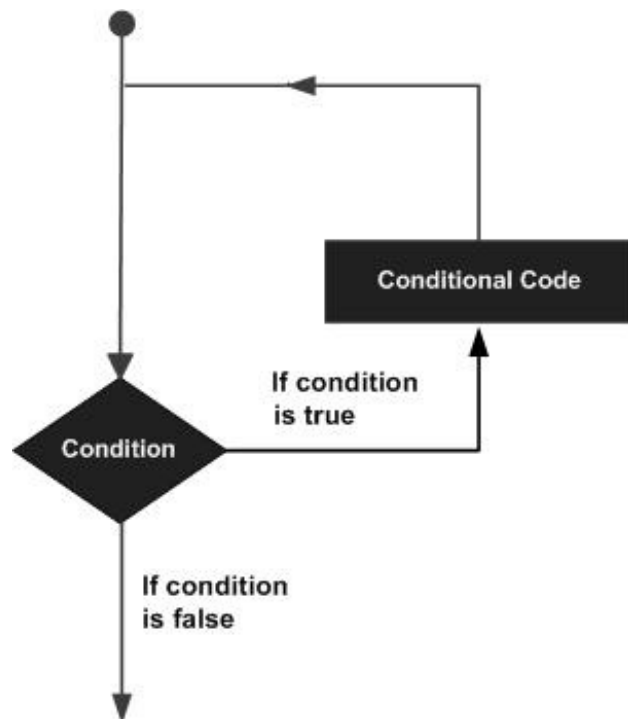 Conditional Code
If condition
is true
Condition
If condition
is false